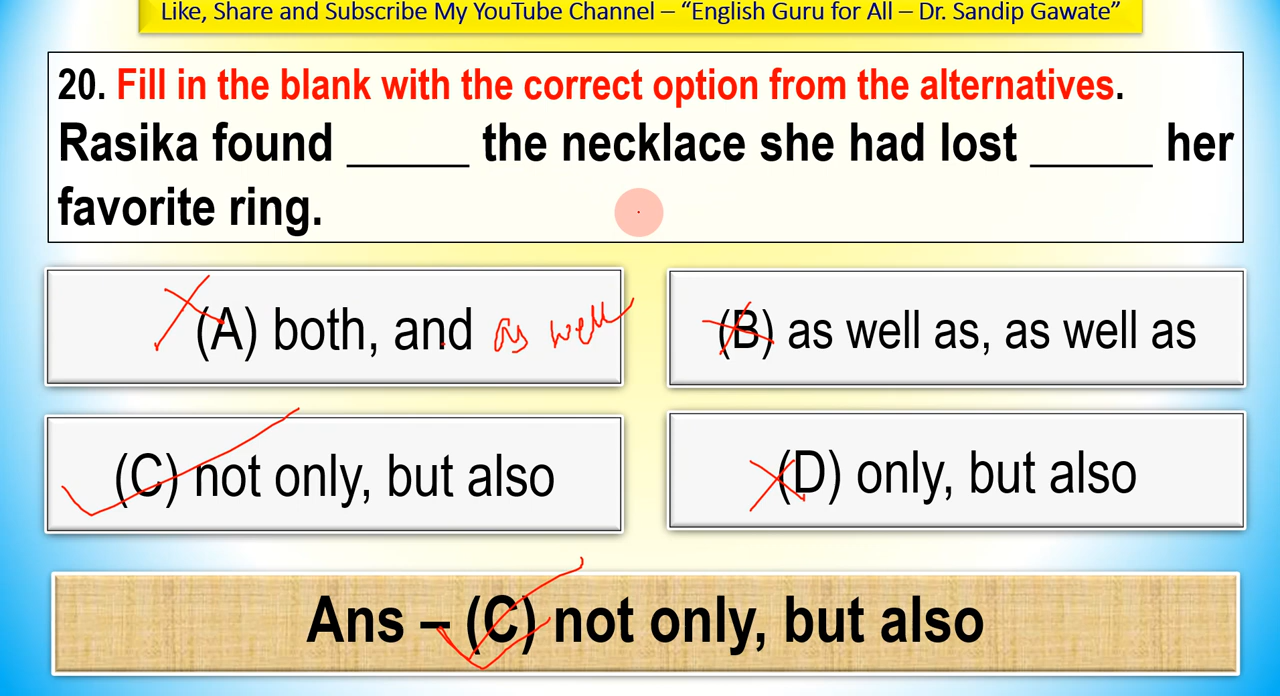 Like, Share and Subscribe My YouTube Channel – “English Guru for All – Dr. Sandip Gawate”
20. Fill in the blank with the correct option from the alternatives.
Rasika found _____ the necklace she had lost _____ her
favorite ring.
(A) both, and as well
(B) as well as, as well as
(C) not only, but also
(D) only, but also
Ans – (C) not only, but also